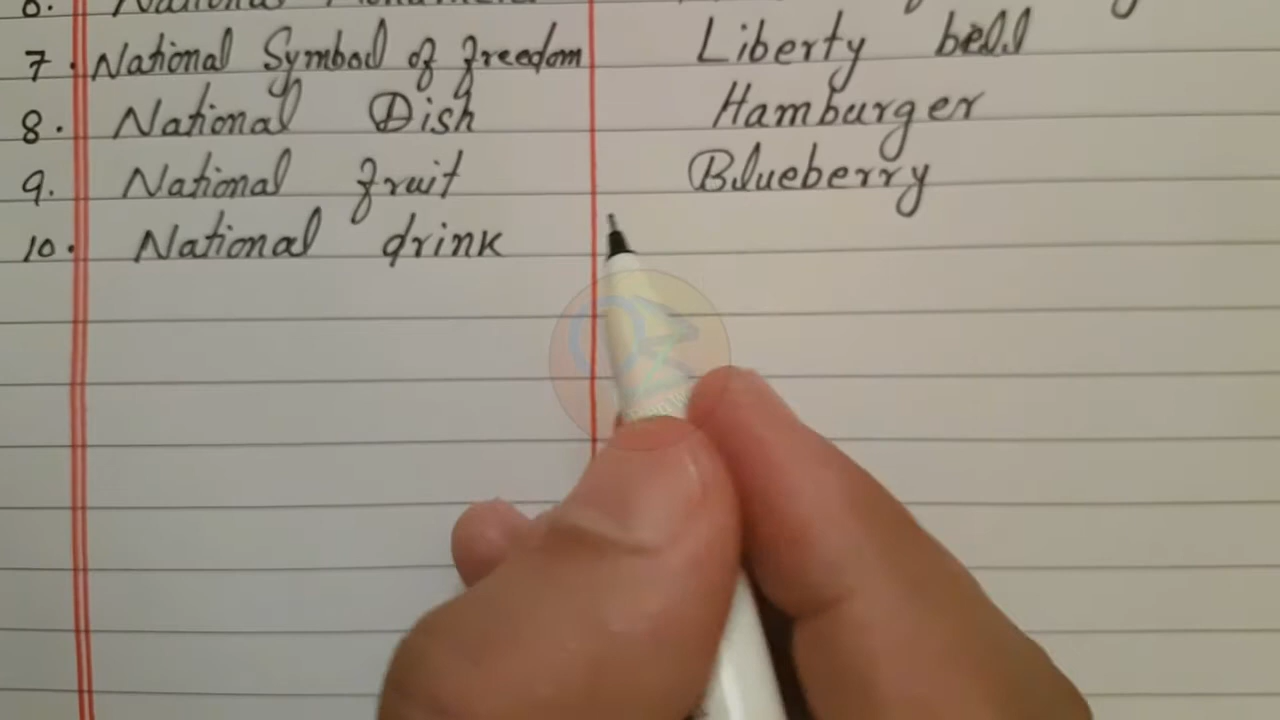 7. National Symbol of freedom Liberty bell
8. National Dish Hamburger
9. National fruit Blueberry
10. National drink